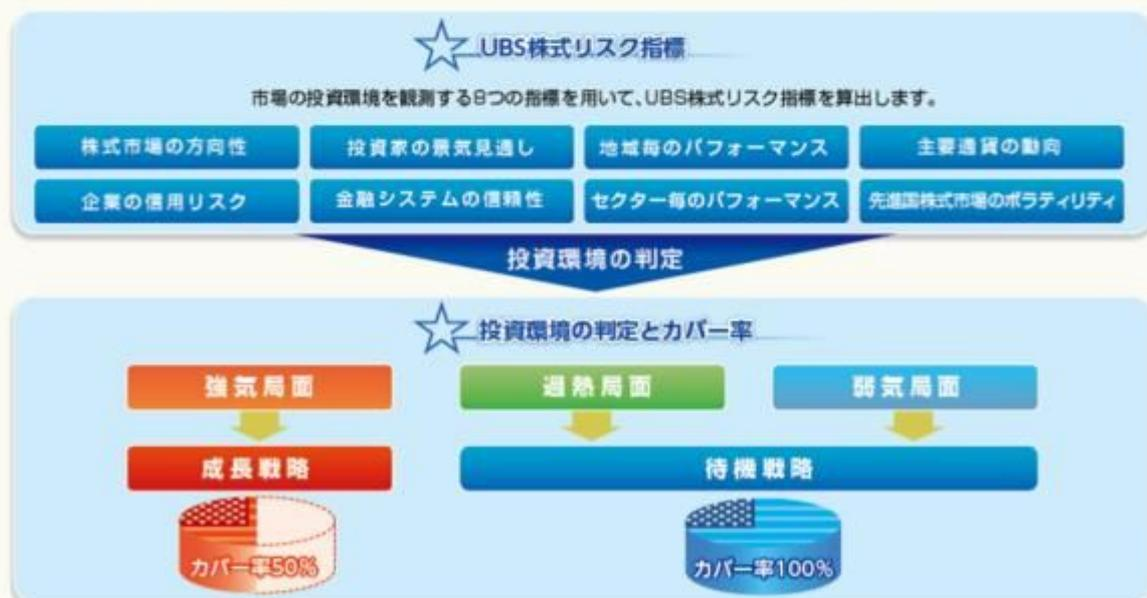 UBS株式リスク指標
市場の投資環境を観測する8つの指標を用いて、UBS株式リスク指標を算出します。
株式市場の方向性
投資家の景気見通し
地域毎のパフォーマンス
主要通貨の動向
企業の信用リスク
金融システムの信頼性
セクター毎のパフォーマンス
先進国株式市場のボラティリティ
投資環境の判定
投資環境の判定とカバー率
強気局面
過熱局面
弱気局面
成長戦略
待機戦略
カバー率50%
カバー率100%